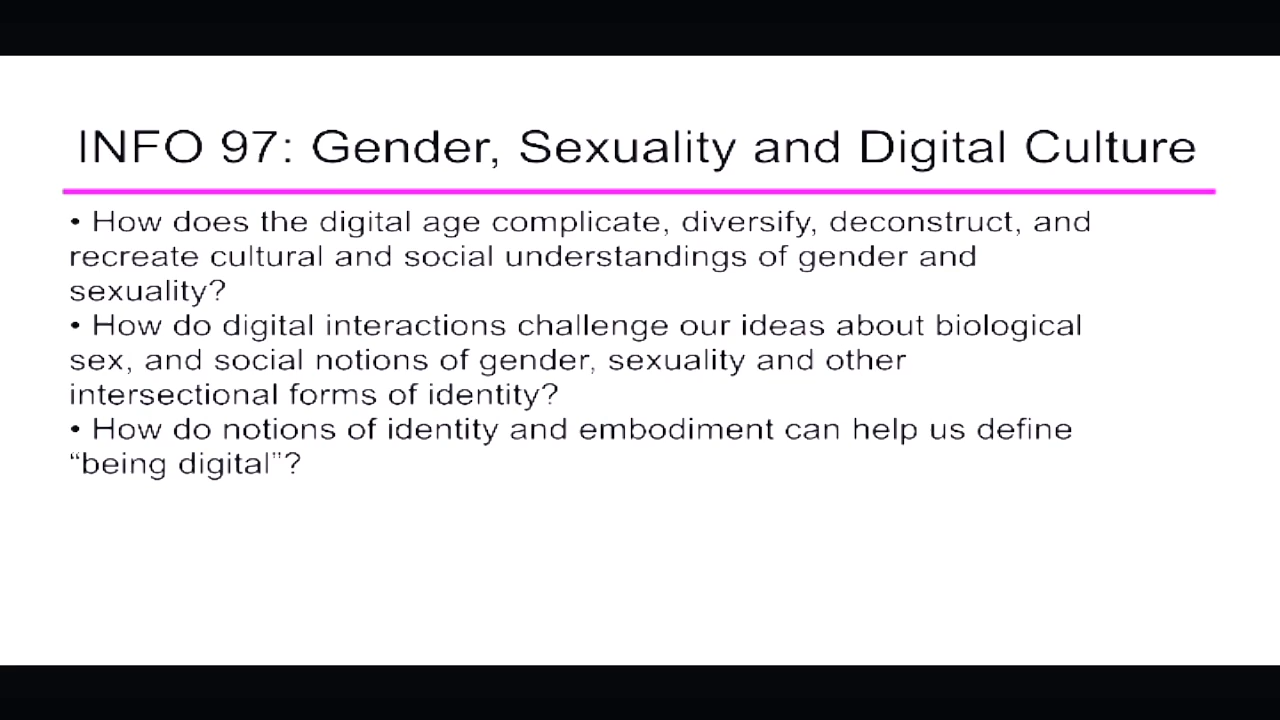 INFO 97: Gender, Sexuality and Digital Culture
• How does the digital age complicate, diversify, deconstruct, and
recreate cultural and social understandings of gender and
sexuality?
• How do digital interactions challenge our ideas about biological
sex, and social notions of gender, sexuality and other
intersectional forms of identity?
• How do notions of identity and embodiment can help us define
“being digital”?